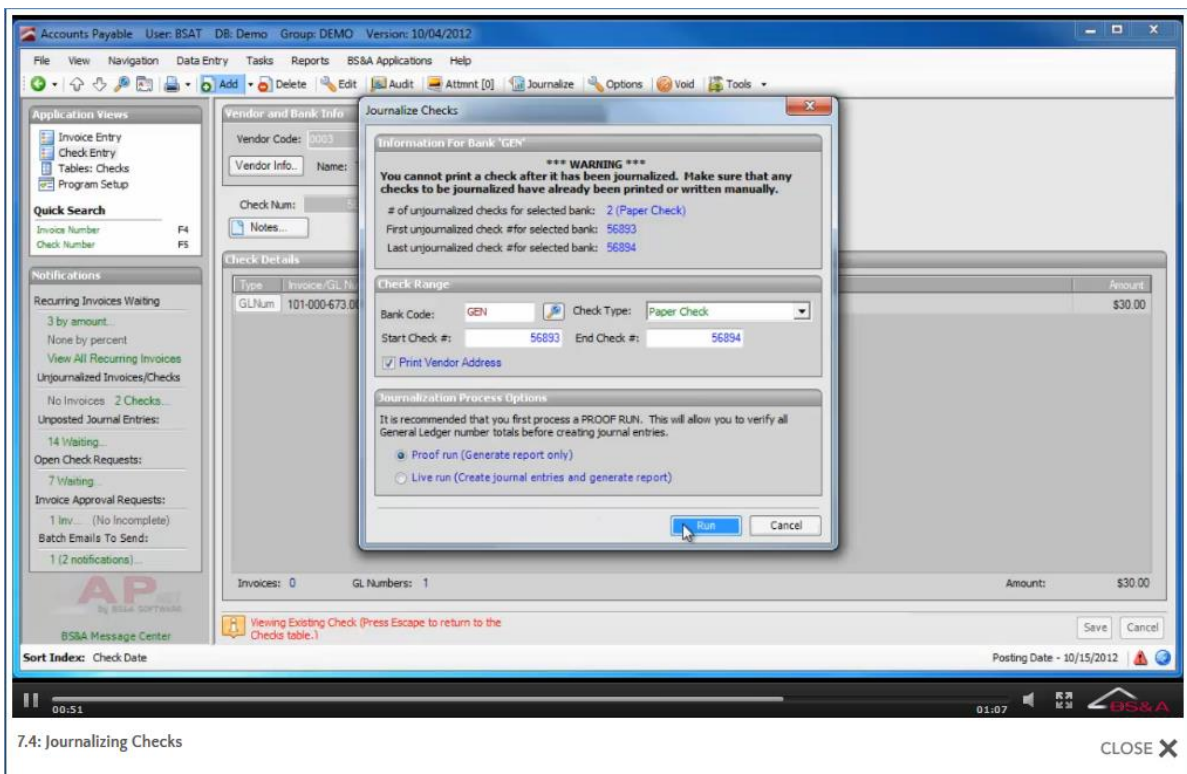 Accounts Payable User: BSAT DB: Demo Group: DEMO Version: 10/04/2012
File View Navigation Data Entry Tasks Reports BS&A Applications Help
Add Delete Edit Audit Attmnt [0] Journalize Options Void Tools
Application Views
Invoice Entry
Check Entry
Tables: Checks
Program Setup
Quick Search
Invoice Number F4
Check Number F5
Notifications
Recurring Invoices Waiting
3 by amount...
None by percent
View All Recurring Invoices
Unjournalized Invoices/Checks
No Invoices 2 Checks...
Unposted Journal Entries:
14 Waiting...
Open Check Requests:
7 Waiting...
Invoice Approval Requests:
1 Inv... (No Incomplete)
Batch Emails To Send:
1 (2 notifications)...
AP
by BS&A SOFTWARE
BS&A Message Center
Vendor and Bank Info
Vendor Code: 0003
Vendor Info.. Name:
Check Num:
Notes...
Check Details
Type Invoice/GL Nu Amount
GLNum 101-000-673.00 $30.00
Journalize Checks
Information For Bank 'GEN'
*** WARNING ***
You cannot print a check after it has been journalized. Make sure that any
checks to be journalized have already been printed or written manually.
# of unjournalized checks for selected bank: 2 (Paper Check)
First unjournalized check #for selected bank: 56893
Last unjournalized check #for selected bank: 56894
Check Range
Bank Code: GEN Check Type: Paper Check
Start Check #: 56893 End Check #: 56894
Print Vendor Address
Journalization Process Options
It is recommended that you first process a PROOF RUN. This will allow you to verify all
General Ledger number totals before creating journal entries.
Proof run (Generate report only)
Live run (Create journal entries and generate report)
Run Cancel
Invoices: 0 GL Numbers: 1 Amount: $30.00
Viewing Existing Check (Press Escape to return to the
Checks table.)
Save Cancel
Sort Index: Check Date Posting Date - 10/15/2012
00:51 01:07 BS&A
7.4: Journalizing Checks CLOSE